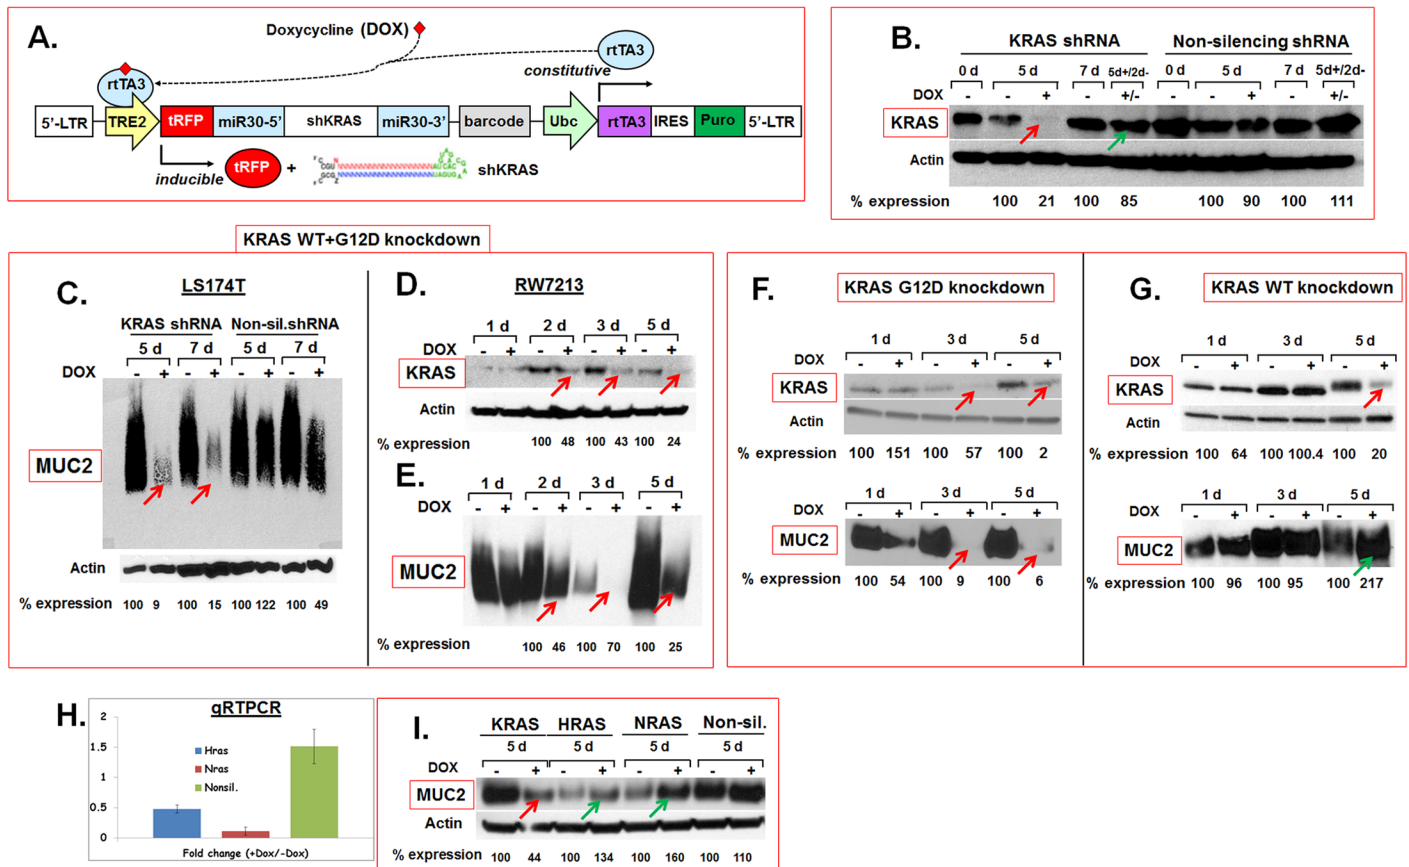 A.
Doxycycline (DOX)
rtTA3
constitutive
rtTA3
5'-LTR
TRE2
tRFP
miR30-5'
shKRAS
miR30-3'
barcode
Ubc
rtTA3
IRES
Puro
5'-LTR
inducible
tRFP
+
shKRAS
B.
KRAS shRNA
Non-silencing shRNA
0 d 5 d 7 d 5d+/2d- 0 d 5 d 7 d 5d+/2d-
DOX - - + - +/- - - + - +/-
KRAS
Actin
% expression 100 21 100 85 100 90 100 111
KRAS WT+G12D knockdown
C.
LS174T
KRAS shRNA Non-sil.shRNA
5 d 7 d 5 d 7 d
DOX - + - + - + - +
MUC2
Actin
% expression 100 9 100 15 100 122 100 49
D.
RW7213
1 d 2 d 3 d 5 d
DOX - + - + - + - +
KRAS
Actin
% expression 100 48 100 43 100 24
E.
1 d 2 d 3 d 5 d
DOX - + - + - + - +
MUC2
% expression 100 46 100 70 100 25
F.
KRAS G12D knockdown
1 d 3 d 5 d
DOX - + - + - +
KRAS
Actin
% expression 100 151 100 57 100 2
1 d 3 d 5 d
DOX - + - + - +
MUC2
% expression 100 54 100 9 100 6
G.
KRAS WT knockdown
1 d 3 d 5 d
DOX - + - + - +
KRAS
Actin
% expression 100 64 100 100.4 100 20
1 d 3 d 5 d
DOX - + - + - +
MUC2
% expression 100 96 100 95 100 217
H.
qRTPCR
2
1.5
1
0.5
0
Hras
Nras
Nonsil.
Fold change (+Dox/-Dox)
I.
KRAS HRAS NRAS Non-sil.
5 d 5 d 5 d 5 d
DOX - + - + - + - +
MUC2
Actin
% expression 100 44 100 134 100 160 100 110